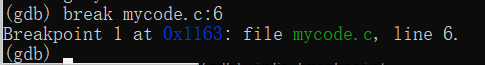 (gdb) break mycode.c:6
Breakpoint 1 at 0x1163: file mycode.c, line 6.
(gdb)